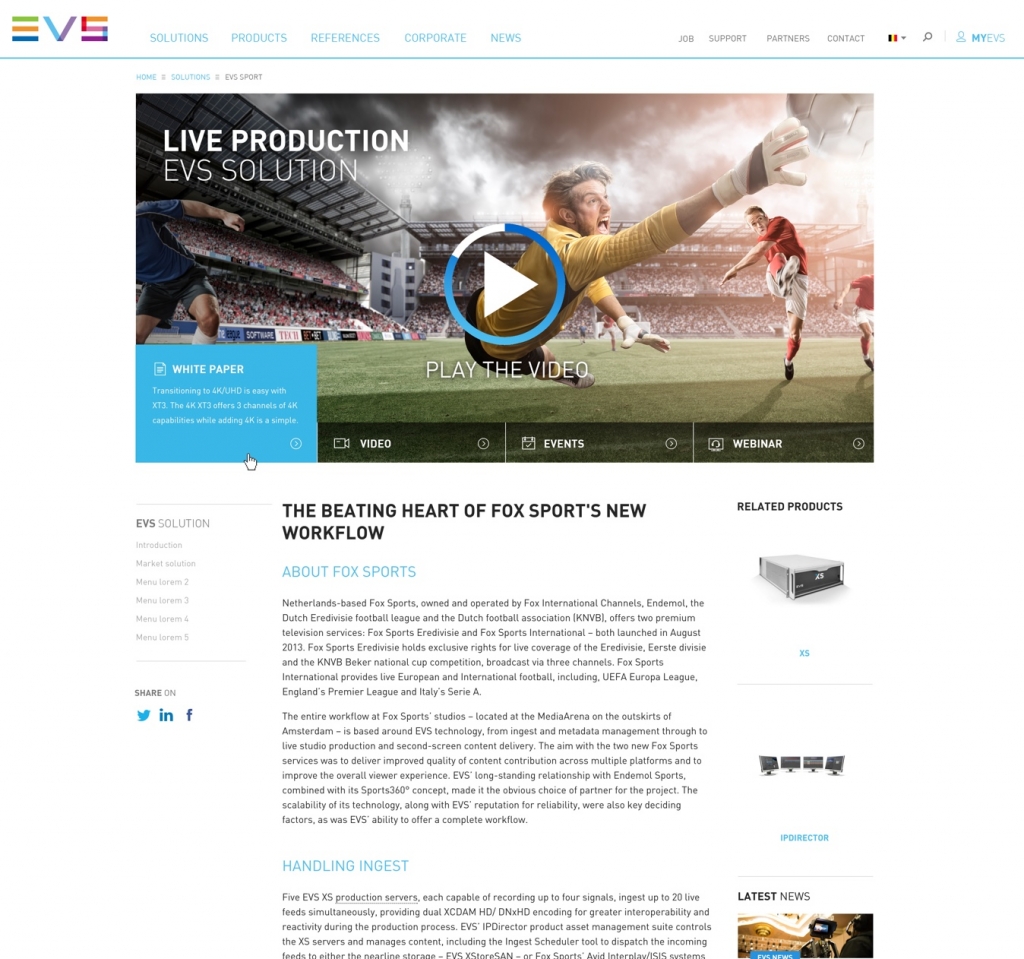 EVS
SOLUTIONS PRODUCTS REFERENCES CORPORATE NEWS
JOB SUPPORT PARTNERS CONTACT
MYEVS
HOME :: SOLUTIONS :: EVS SPORT
LIVE PRODUCTION
EVS SOLUTION
SOFTWARE TECH
PLAY THE VIDEO
WHITE PAPER
Transitioning to 4K/UHD is easy with
XT3. The 4K XT3 offers 3 channels of 4K
capabilities while adding 4K is a simple.
VIDEO
EVENTS
WEBINAR
EVS SOLUTION
Introduction
Market solution
Menu lorem 2
Menu lorem 3
Menu lorem 4
Menu lorem 5
SHARE ON
THE BEATING HEART OF FOX SPORT'S NEW
WORKFLOW
ABOUT FOX SPORTS
Netherlands-based Fox Sports, owned and operated by Fox International Channels, Endemol, the
Dutch Eredivisie football league and the Dutch football association (KNVB), offers two premium
television services: Fox Sports Eredivisie and Fox Sports International – both launched in August
2013. Fox Sports Eredivisie holds exclusive rights for live coverage of the Eredivisie, Eerste divisie
and the KNVB Beker national cup competition, broadcast via three channels. Fox Sports
International provides live European and International football, including, UEFA Europa League,
England's Premier League and Italy's Serie A.
The entire workflow at Fox Sports' studios – located at the MediaArena on the outskirts of
Amsterdam – is based around EVS technology, from ingest and metadata management through to
live studio production and second-screen content delivery. The aim with the two new Fox Sports
services was to deliver improved quality of content contribution across multiple platforms and to
improve the overall viewer experience. EVS' long-standing relationship with Endemol Sports,
combined with its Sports360° concept, made it the obvious choice of partner for the project. The
scalability of its technology, along with EVS' reputation for reliability, were also key deciding
factors, as was EVS' ability to offer a complete workflow.
HANDLING INGEST
Five EVS XS production servers, each capable of recording up to four signals, ingest up to 20 live
feeds simultaneously, providing dual XCDAM HD/ DNxHD encoding for greater interoperability and
reactivity during the production process. EVS' IPDirector product asset management suite controls
the XS servers and manages content, including the Ingest Scheduler tool to dispatch the incoming
feeds to either the nearline storage – EVS XStoreSAN – or Fox Sports' Avid Interplay/ISIS systems
RELATED PRODUCTS
XS
XS
IPDIRECTOR
LATEST NEWS
EVS NEWS